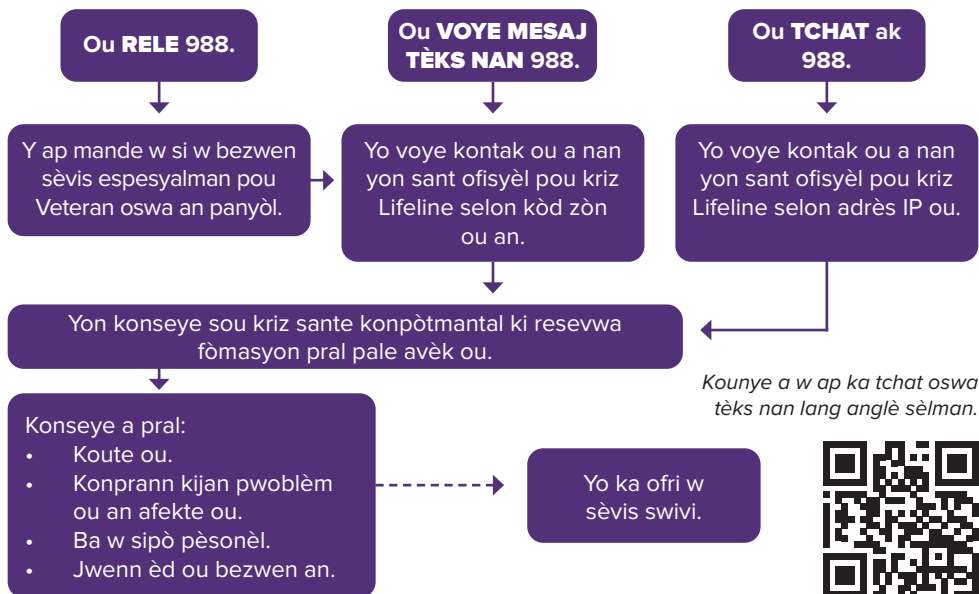 Ou RELE 988.
Ou VOYE MESAJ
TÈKS NAN 988.
Ou TCHAT ak
988.
Y ap mande w si w bezwen
sèvis espesyalman pou
Veteran oswa an panyòl.
Yo voye kontak ou a nan
yon sant ofisyèl pou kriz
Lifeline selon kòd zòn
ou an.
Yo voye kontak ou a nan
yon sant ofisyèl pou kriz
Lifeline selon adrès IP ou.
Yon konseye sou kriz sante konpòtmantal ki resevwa
fòmasyon pral pale avèk ou.
Kounye a w ap ka tchat oswa
tèks nan lang anglè sèlman.
Konseye a pral:
• Koute ou.
• Konprann kijan pwoblèm
ou an afekte ou.
• Ba w sipò pèsonèl.
• Jwenn èd ou bezwen an.
Yo ka ofri w
sèvis swivi.